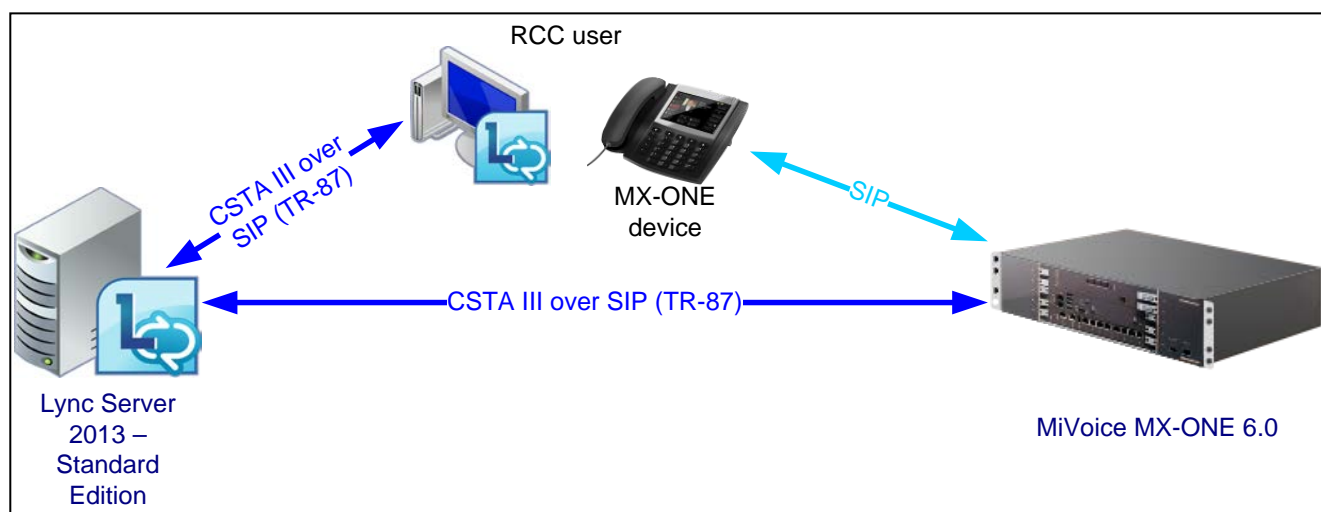 RCC user
CSTA III over
SIP (TR-87)
MX-ONE
device
SIP
CSTA III over SIP (TR-87)
Lync Server
2013 –
Standard
Edition
MiVoice MX-ONE 6.0